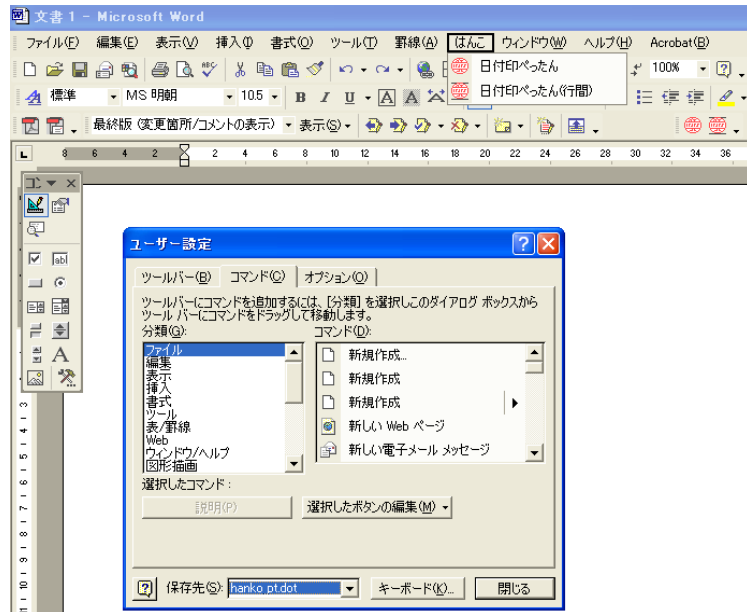 文書 1 - Microsoft Word
ファイル(F) 編集(E) 表示(V) 挿入(I) 書式(O) ツール(T) 罫線(A) はんこ ウィンドウ(W) ヘルプ(H) Acrobat(B)
日付印ぺったん
100%
標準 MS 明朝 10.5 B I U A A
日付印ぺったん(行間)
最終版 (変更箇所/コメントの表示) 表示(S)
8 6 4 2 2 4 6 8 10 12 14 16 18 20 22 24 26 28 30 32 34 36
コ
ユーザー設定
ツールバー(B) コマンド(C) オプション(O)
ツールバーにコマンドを追加するには、[分類] を選択しこのダイアログ ボックスから
ツール バーにコマンドをドラッグして移動します。
分類(G): コマンド(D):
ファイル
編集
表示
挿入
書式
ツール
表/罫線
Web
ウィンドウ/ヘルプ
図形描画
新規作成...
新規作成
新規作成
新しい Web ページ
新しい電子メール メッセージ
選択したコマンド :
説明(P) 選択したボタンの編集(M)
保存先(S): hanko pt.dot キーボード(K)... 閉じる